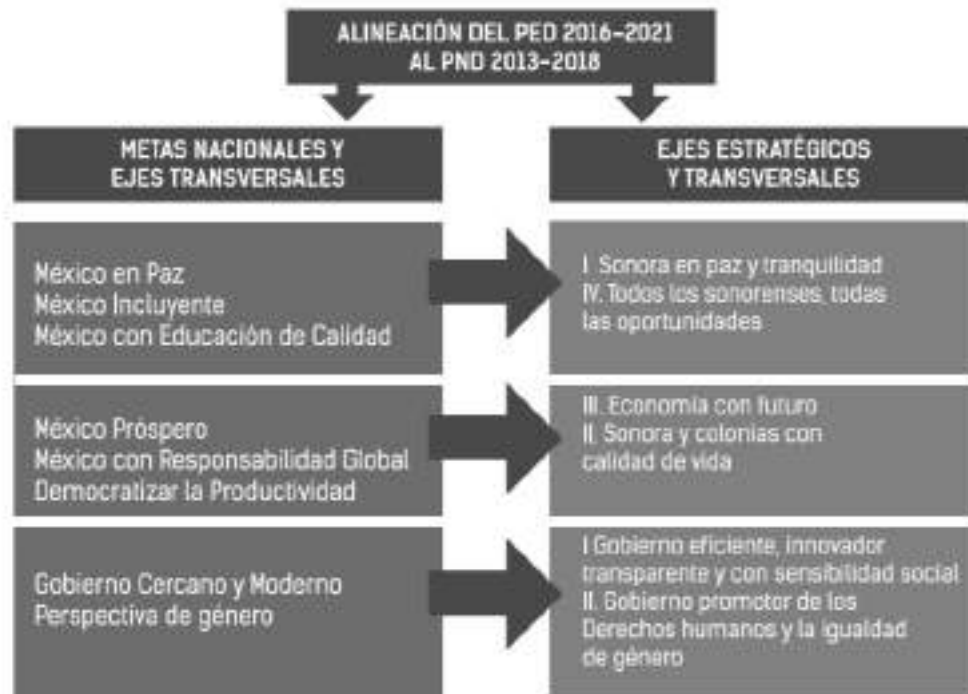 ALINEACIÓN DEL PED 2016-2021
AL PND 2013-2018
METAS NACIONALES Y
EJES TRANSVERSALES
EJES ESTRATÉGICOS
Y TRANSVERSALES
México en Paz
México Incluyente
México con Educación de Calidad
I. Sonora en paz y tranquilidad
IV. Todos los sonorenses, todas
las oportunidades
México Próspero
México con Responsabilidad Global
Democratizar la Productividad
III. Economía con futuro
II. Sonora y colonias con
calidad de vida
Gobierno Cercano y Moderno
Perspectiva de género
I Gobierno eficiente, innovador
transparente y con sensibilidad social
II. Gobierno promotor de los
Derechos humanos y la igualdad
de género